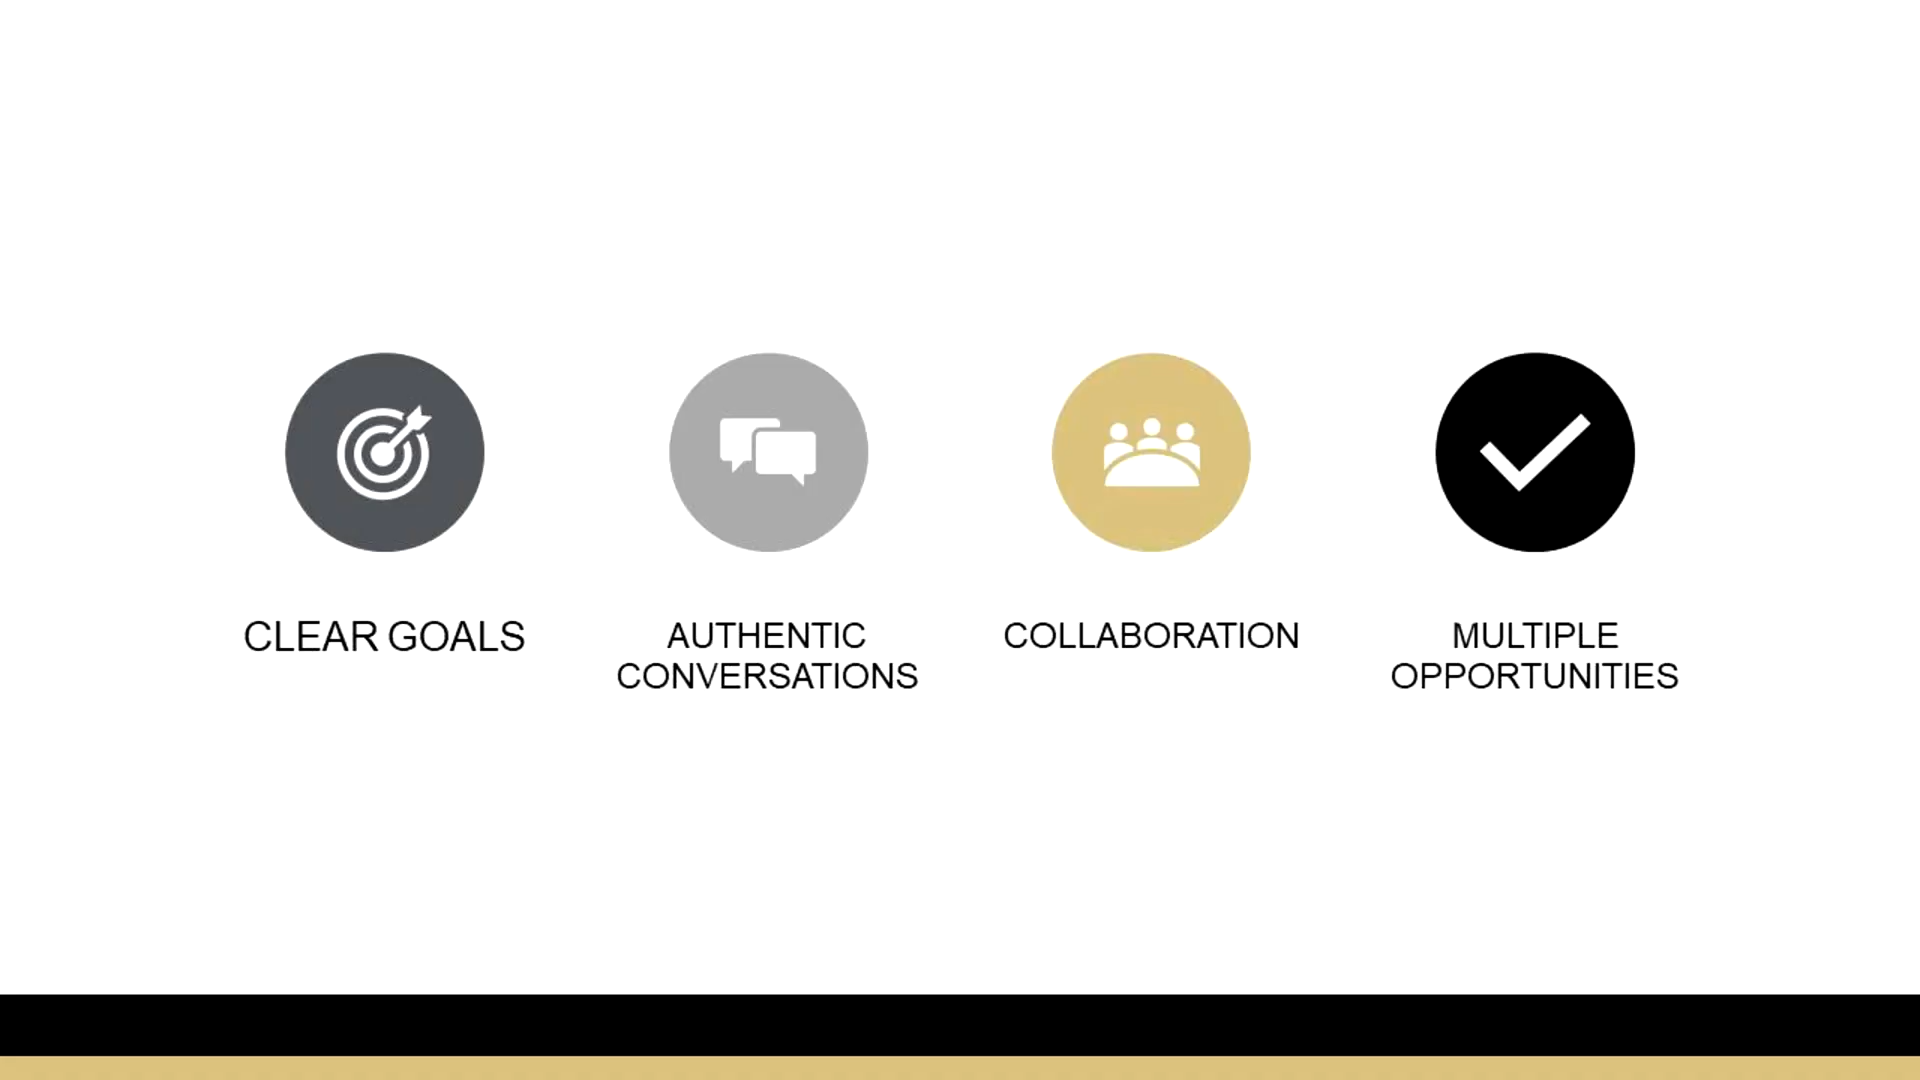 CLEAR GOALS
AUTHENTIC
CONVERSATIONS
COLLABORATION
MULTIPLE
OPPORTUNITIES